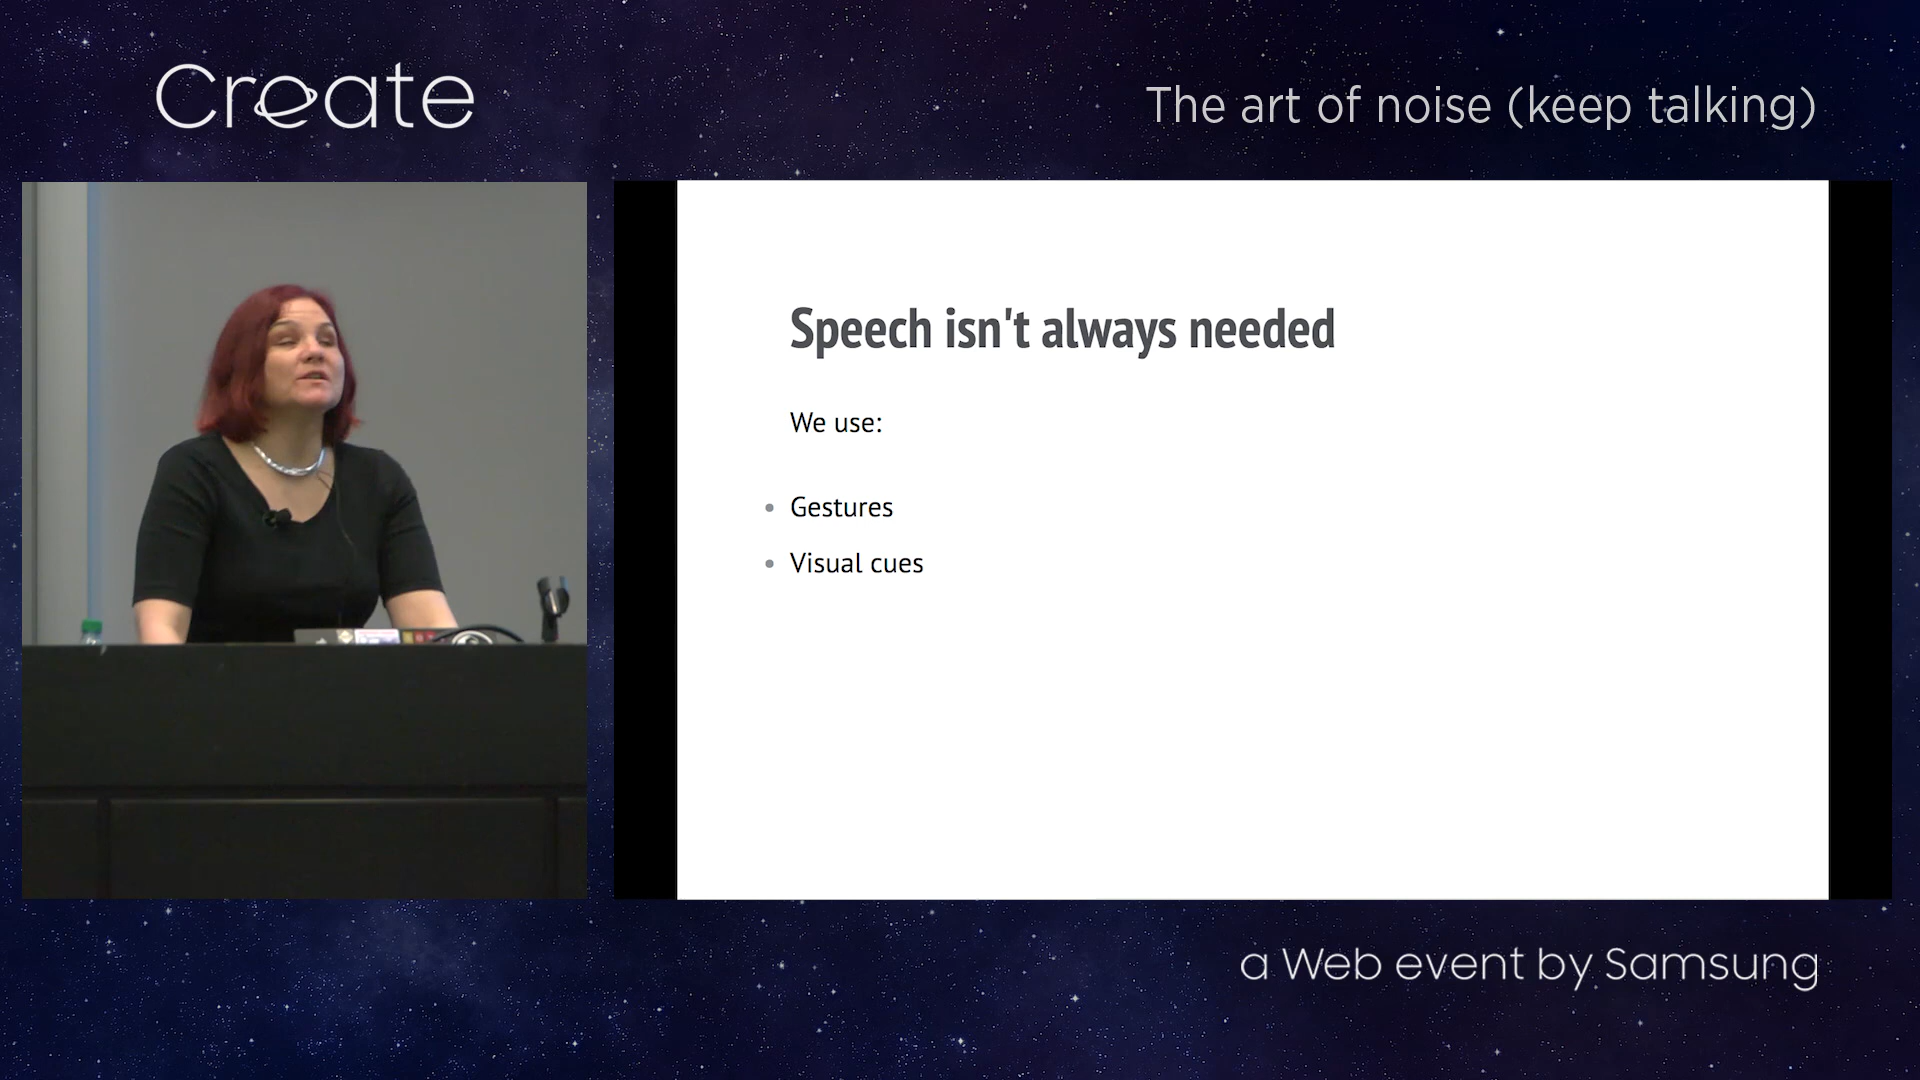 Create
The art of noise (keep talking)
Speech isn't always needed
We use:
Gestures
Visual cues
a Web event by Samsung